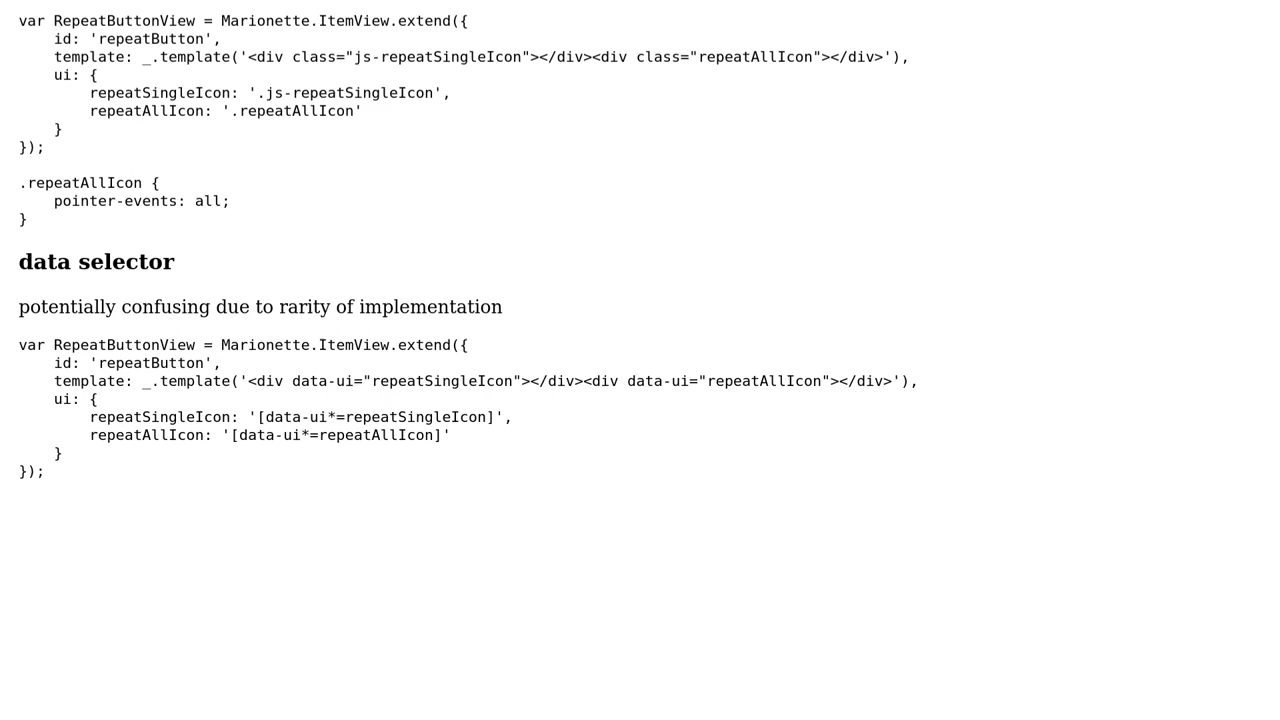 var RepeatButtonView = Marionette.ItemView.extend({
    id: 'repeatButton',
    template: _.template('<div class="js-repeatSingleIcon"></div><div class="repeatAllIcon"></div>'),
    ui: {
        repeatSingleIcon: '.js-repeatSingleIcon',
        repeatAllIcon: '.repeatAllIcon'
    }
});

.repeatAllIcon {
    pointer-events: all;
}
data selector
potentially confusing due to rarity of implementation
var RepeatButtonView = Marionette.ItemView.extend({
    id: 'repeatButton',
    template: _.template('<div data-ui="repeatSingleIcon"></div><div data-ui="repeatAllIcon"></div>'),
    ui: {
        repeatSingleIcon: '[data-ui*=repeatSingleIcon]',
        repeatAllIcon: '[data-ui*=repeatAllIcon]'
    }
});